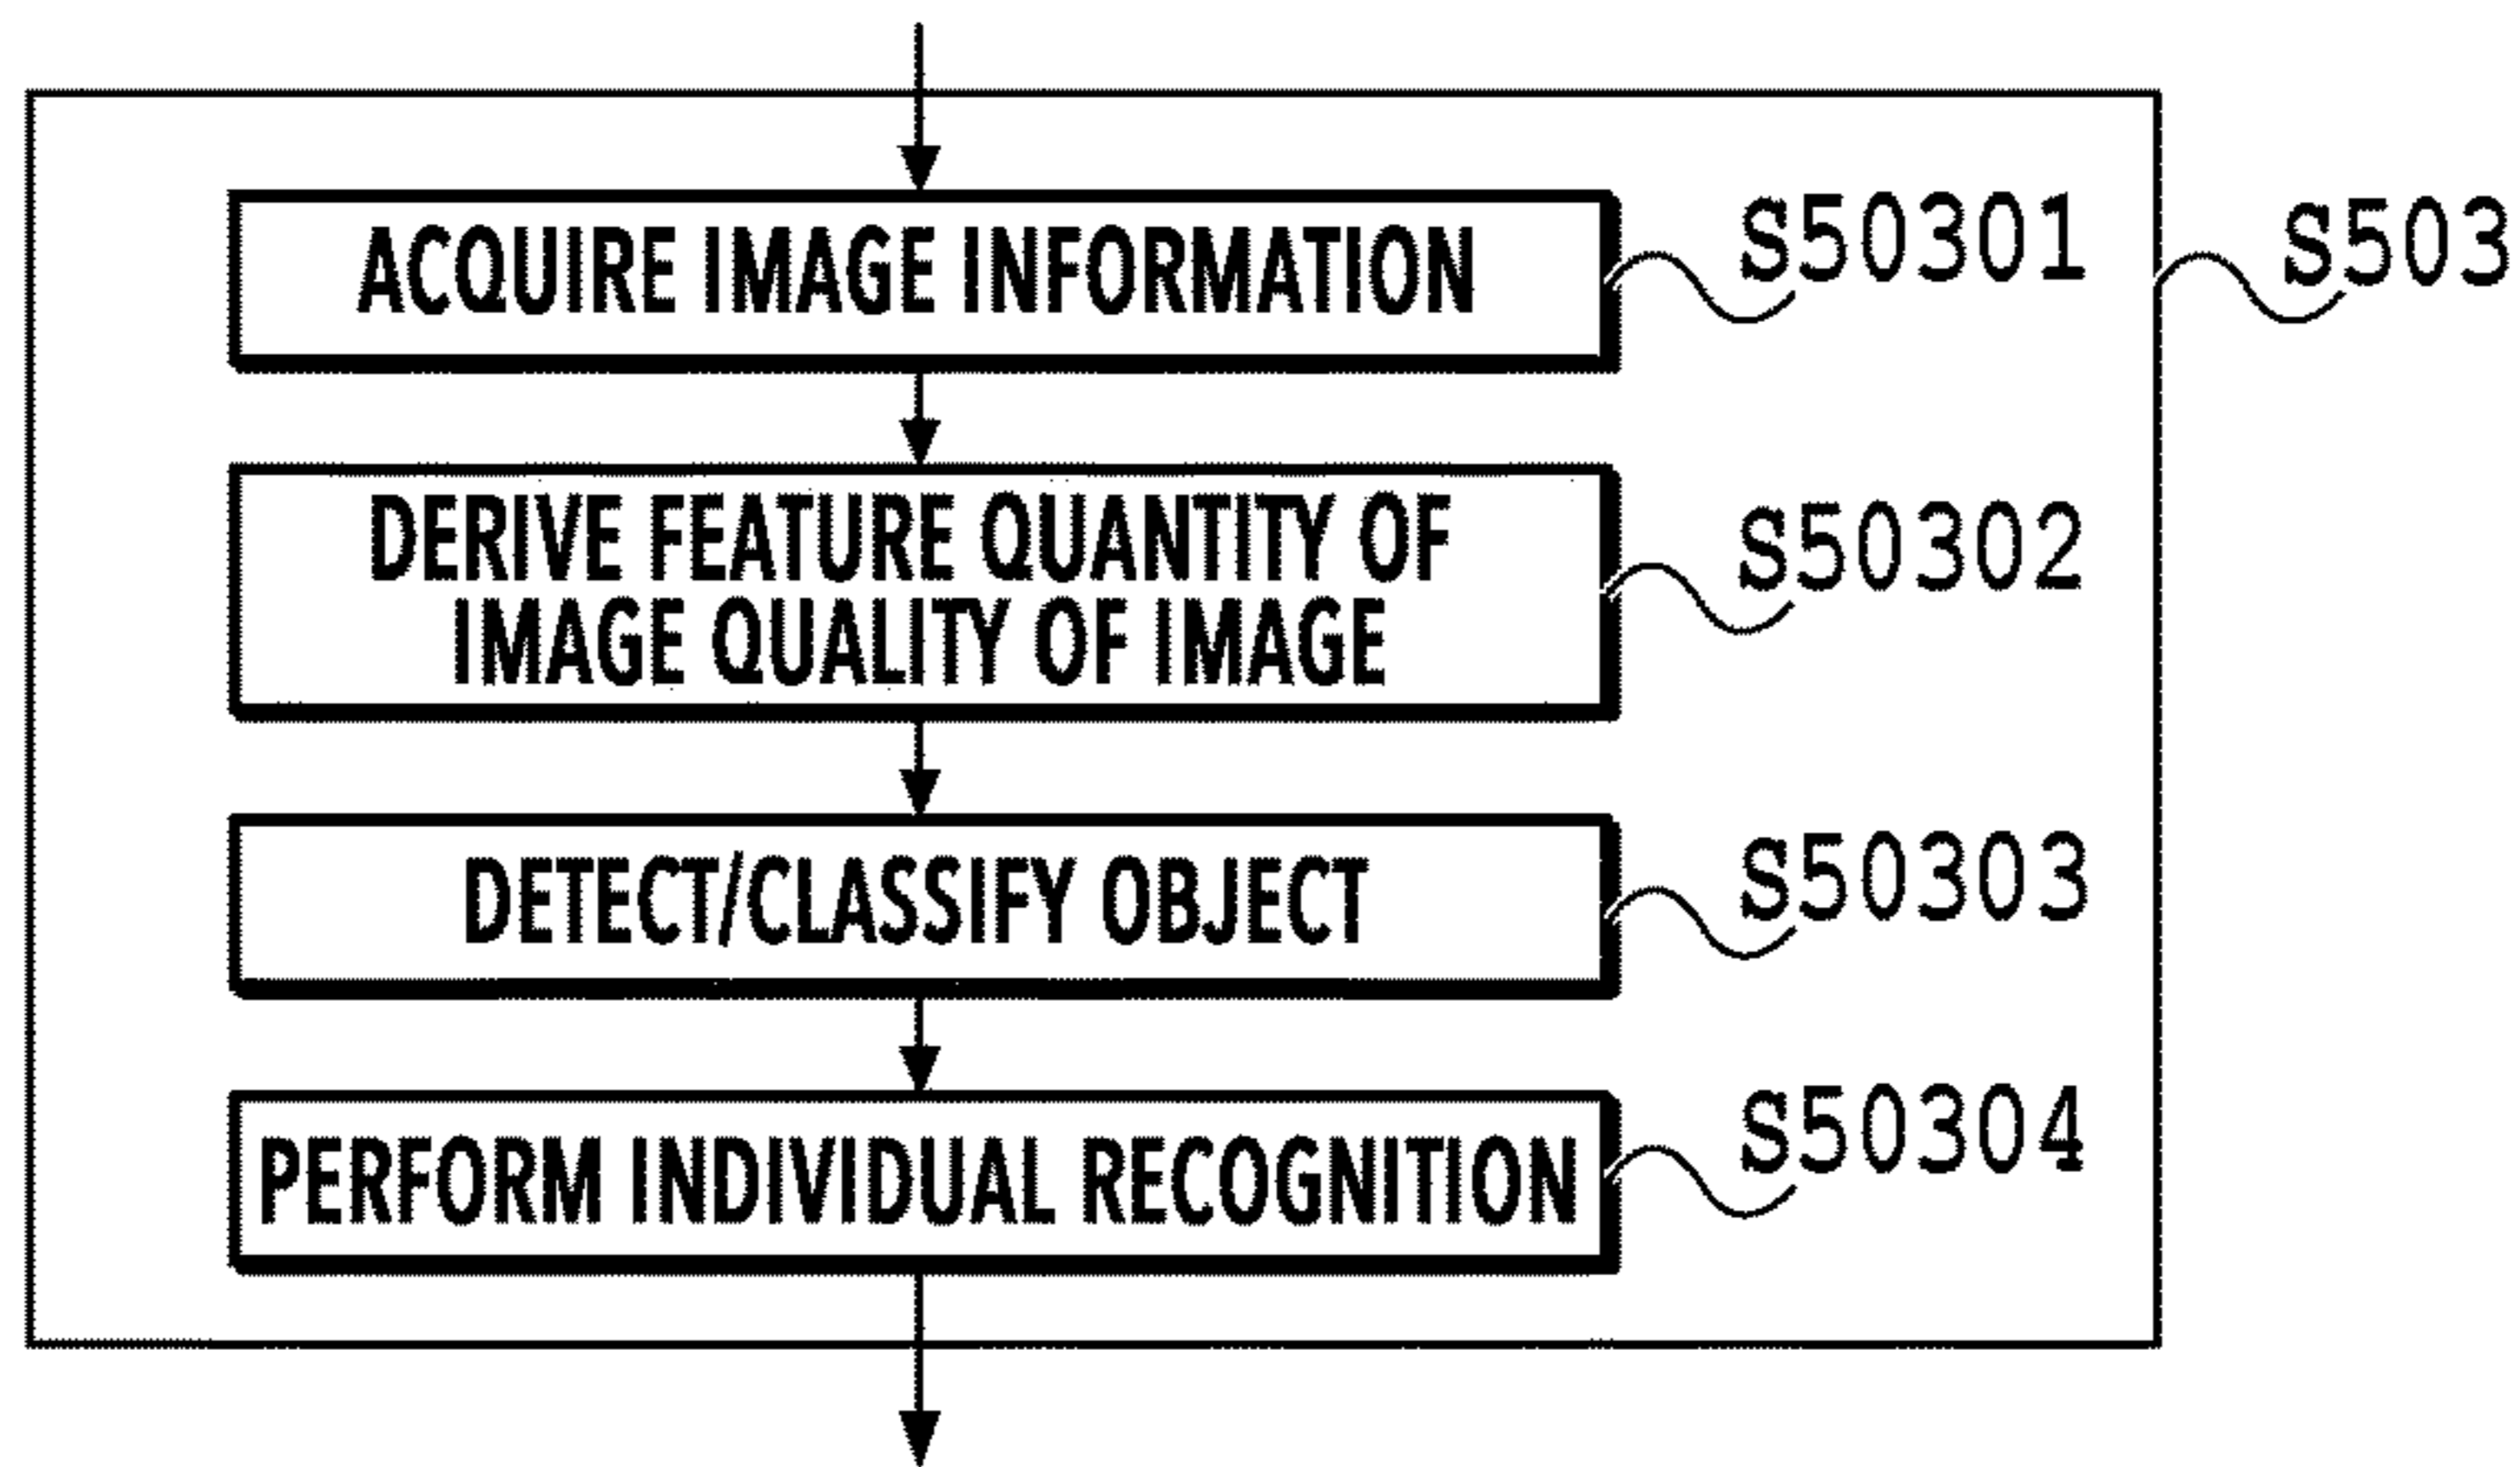 ACQUIRE IMAGE INFORMATION
S50301
S503
DERIVE FEATURE QUANTITY OF
IMAGE QUALITY OF IMAGE
S50302
DETECT/CLASSIFY OBJECT
S50303
PERFORM INDIVIDUAL RECOGNITION
S50304